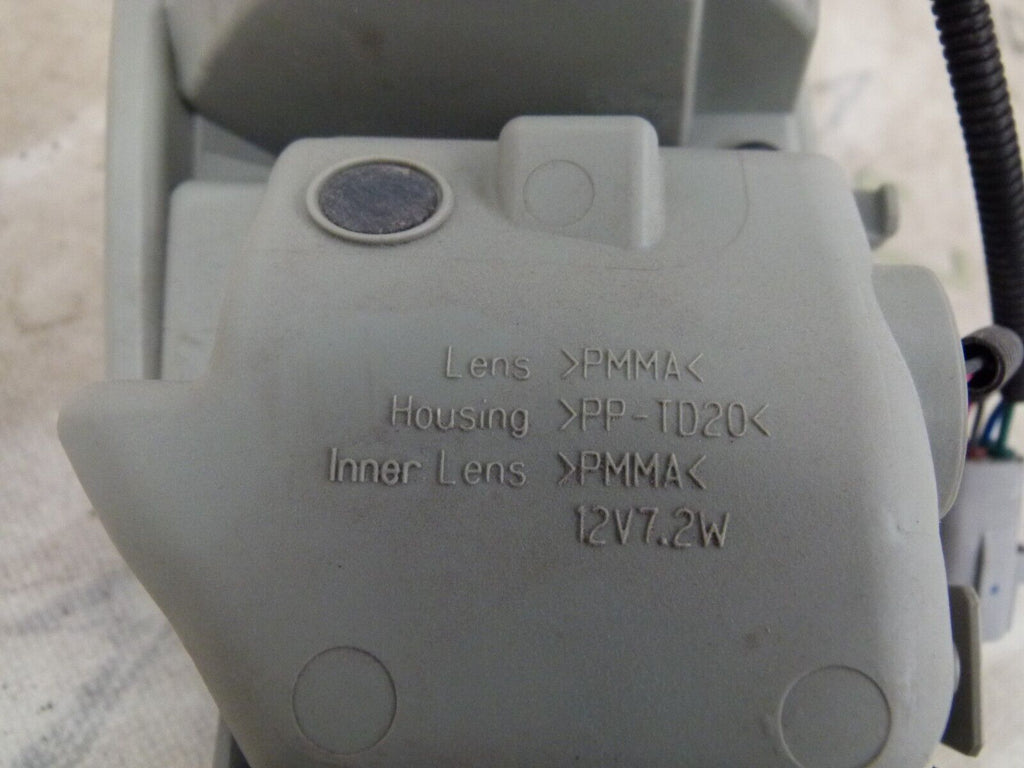 Lens >PMMA<
Housing >PP-TD20<
Inner Lens >PMMA<
12V7.2W